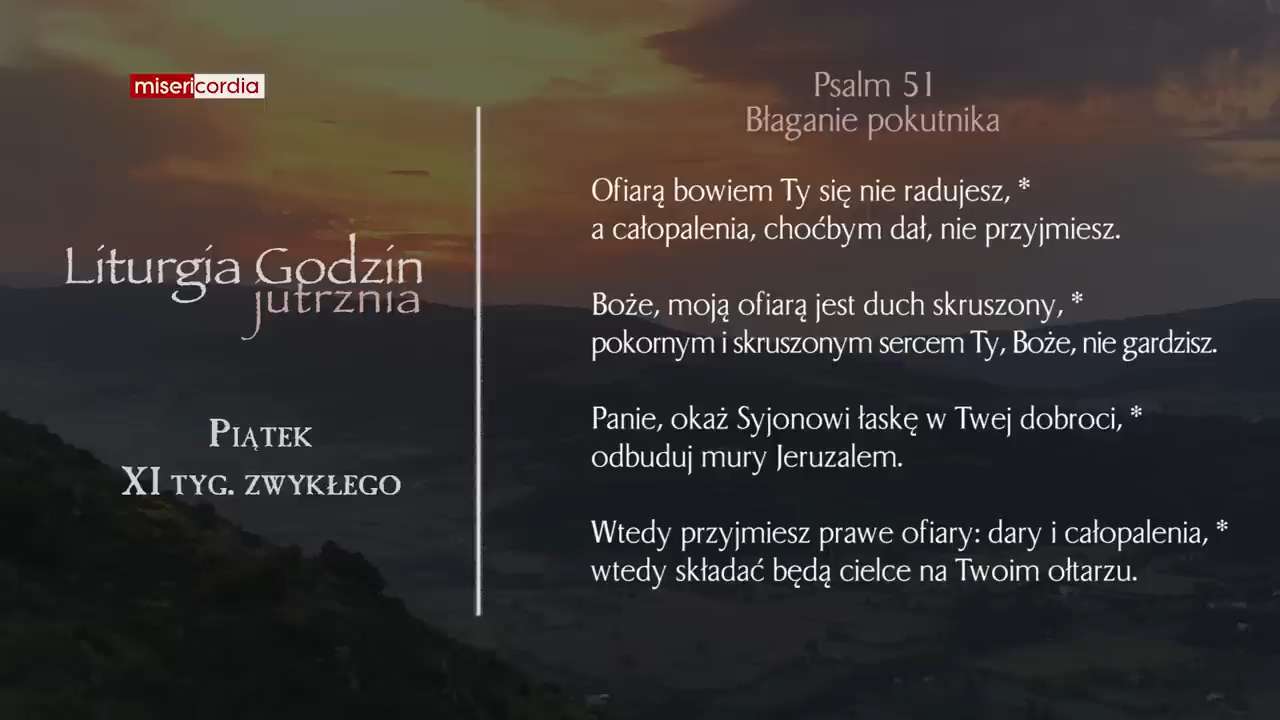 misericordia
Liturgia Godzin
jutrznia
Piątek
XI tyg. zwykłego
Psalm 51
Błaganie pokutnika
Ofiarą bowiem Ty się nie radujesz, *
a całopalenia, choćbym dał, nie przyjmiesz.
Boże, moją ofiarą jest duch skruszony, *
pokornym i skruszonym sercem Ty, Boże, nie gardzisz.
Panie, okaż Syjonowi łaskę w Twej dobroci, *
odbuduj mury Jeruzalem.
Wtedy przyjmiesz prawe ofiary: dary i całopalenia, *
wtedy składać będą cielce na Twoim ołtarzu.